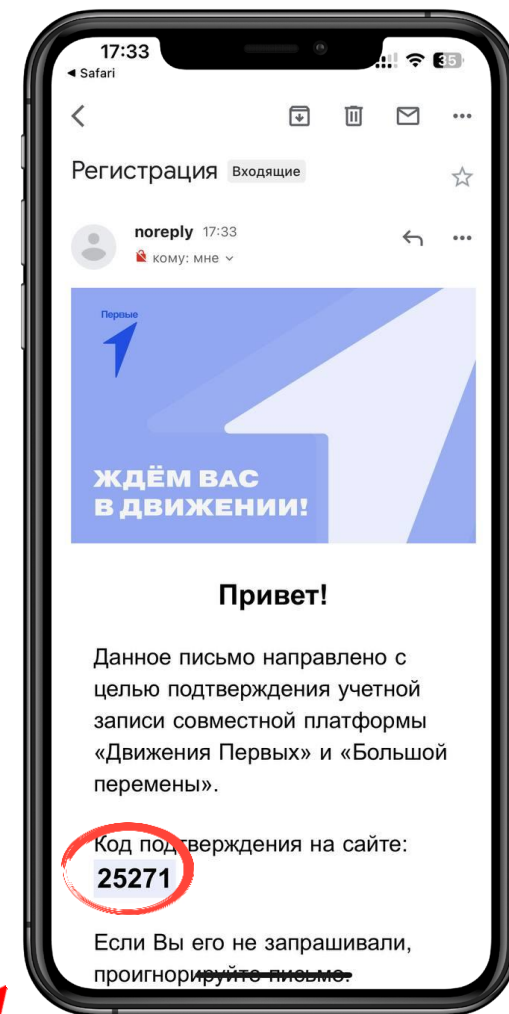 17:33
35
◀ Safari
Регистрация Входящие
noreply 17:33
кому: мне
Первые
ЖДЁМ ВАС
В ДВИЖЕНИИ!
Привет!
Данное письмо направлено с
целью подтверждения учетной
записи совместной платформы
«Движения Первых» и «Большой
перемены».
Код подтверждения на сайте:
25271
Если Вы его не запрашивали,
проигнорируйте письмо.